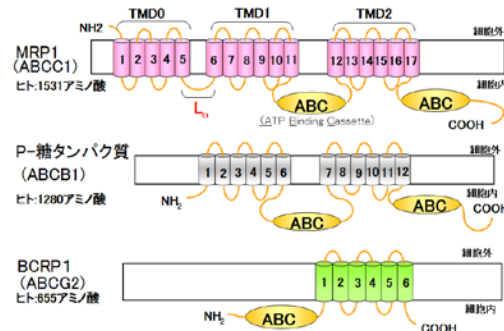 TMD0 TMD1 TMD2
NH2 細胞外
MRP1
(ABCC1)
ヒト:1531アミノ酸
1 2 3 4 5 6 7 8 9 10 11 12 13 14 15 16 17
細胞内
L₀
ABC ABC
(ATP Binding Cassette)
COOH
P-糖タンパク質
(ABCB1)
ヒト:1280アミノ酸
細胞外
1 2 3 4 5 6 7 8 9 10 11 12
細胞内
NH₂ COOH
ABC ABC
BCRP1
(ABCG2)
ヒト:655アミノ酸
細胞外
1 2 3 4 5 6
細胞内
NH₂ ABC COOH